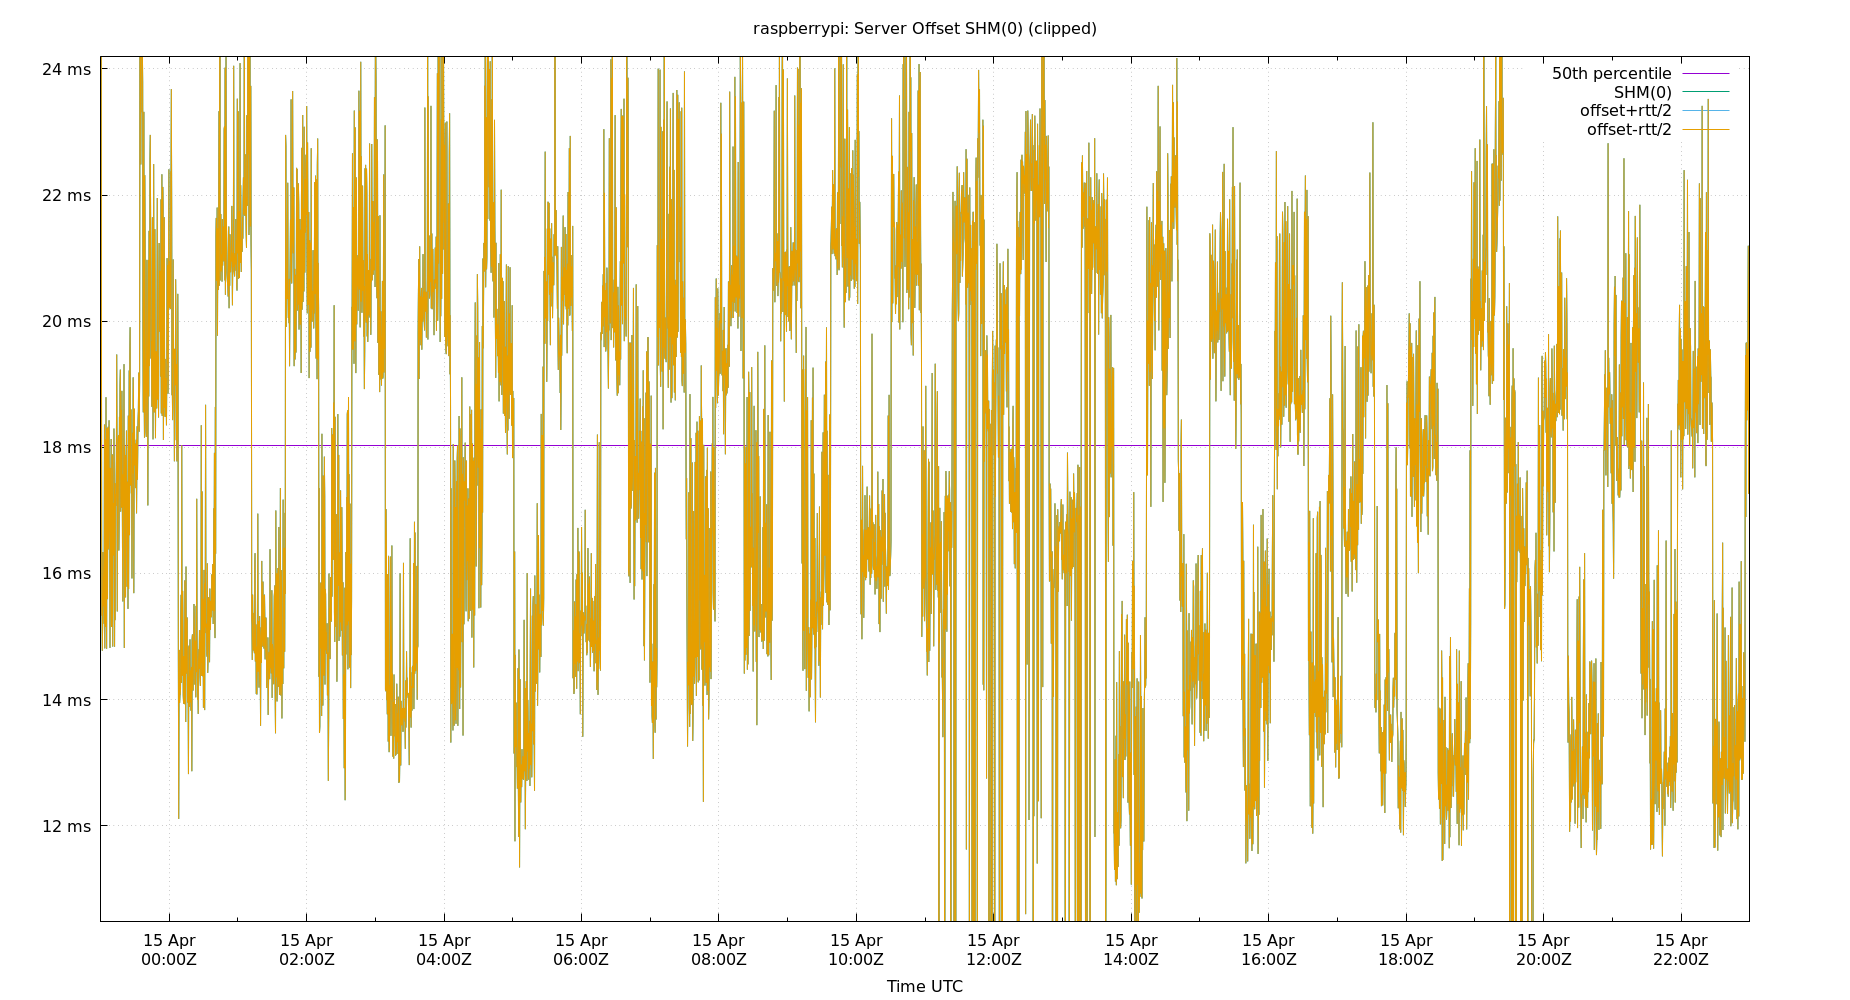 raspberrypi: Server Offset SHM(0) (clipped)
50th percentile
SHM(0)
offset+rtt/2
offset-rtt/2
24 ms
22 ms
20 ms
18 ms
16 ms
14 ms
12 ms
15 Apr 15 Apr 15 Apr 15 Apr 15 Apr 15 Apr 15 Apr 15 Apr 15 Apr 15 Apr 15 Apr 15 Apr
00:00Z 02:00Z 04:00Z 06:00Z 08:00Z 10:00Z 12:00Z 14:00Z 16:00Z 18:00Z 20:00Z 22:00Z
Time UTC